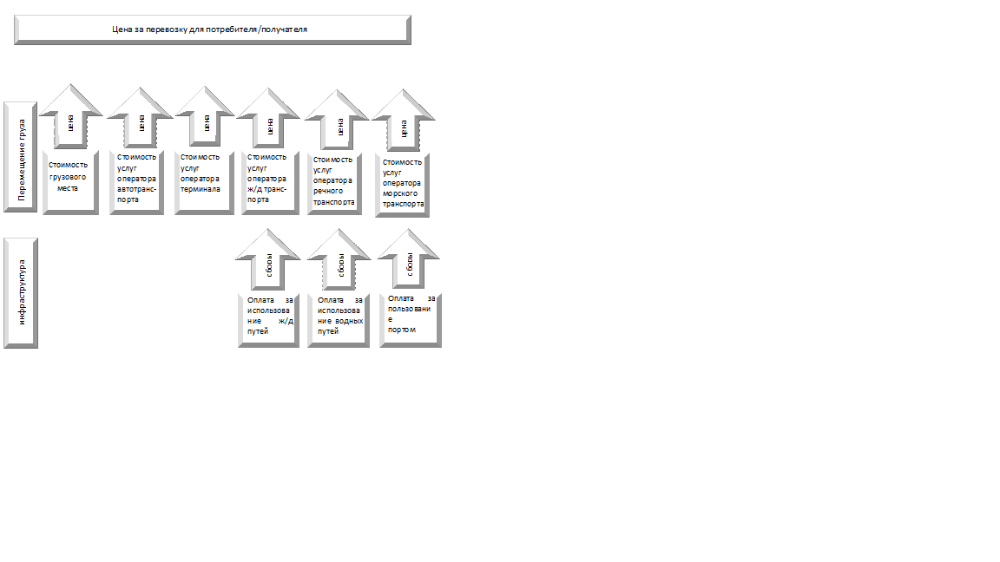 Цена за перевозку для потребителя/получателя
цена
цена
цена
цена
цена
цена
Перемещение груза
Стоимость
грузового
места
Стоимость
услуг
оператора
автотранс-
порта
Стоимость
услуг
оператора
терминала
Стоимость
услуг
оператора
ж/д транс-
порта
Стоимость
услуг
оператора
речного
транспорта
Стоимость
услуг
оператора
морского
транспорта
инфраструктура
сборы
сборы
сборы
Оплата за
использова
ние ж/д
путей
Оплата за
использова
ние водных
путей
Оплата за
пользовани
е
портом